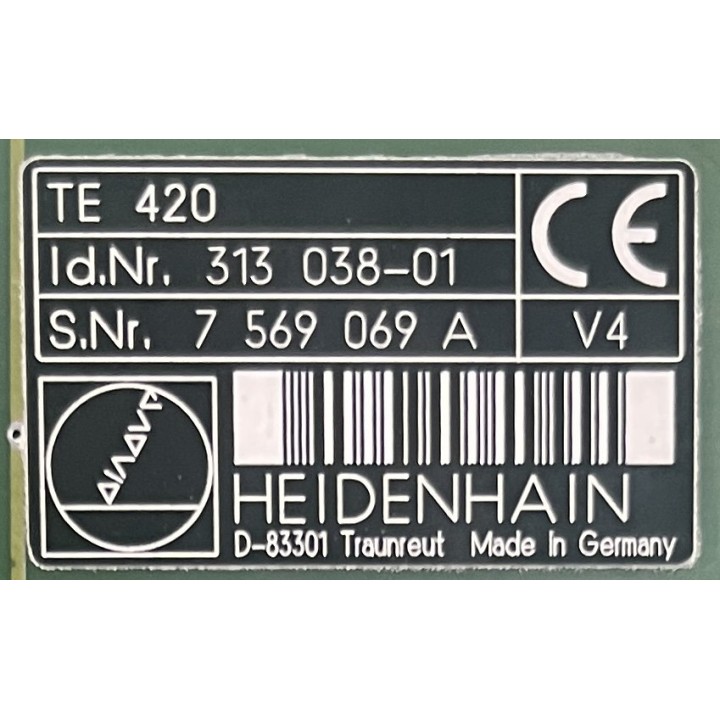 TE 420
CE
Id.Nr. 313 038-01
S.Nr. 7 569 069 A V4
HEIDENHAIN
D-83301 Traunreut Made In Germany